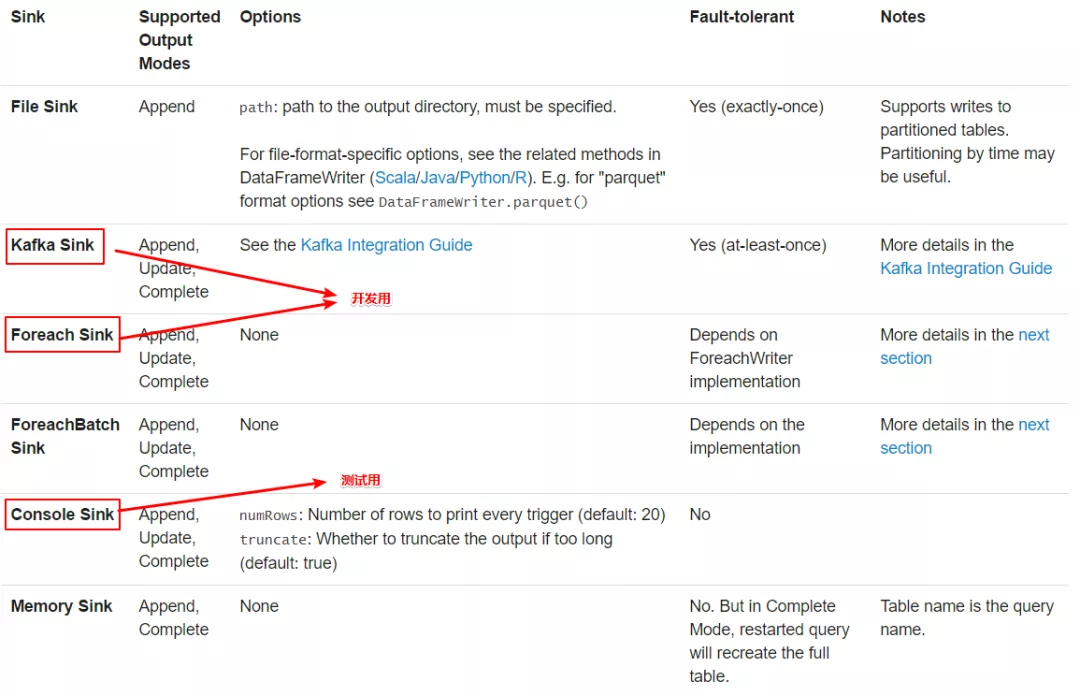 Sink Supported Options Fault-tolerant Notes
Output
Modes
File Sink Append path: path to the output directory, must be specified. Yes (exactly-once) Supports writes to
partitioned tables.
For file-format-specific options, see the related methods in Partitioning by time may
DataFrameWriter (Scala/Java/Python/R). E.g. for "parquet" be useful.
format options see DataFrameWriter.parquet()
Kafka Sink Append, See the Kafka Integration Guide Yes (at-least-once) More details in the
Update, Kafka Integration Guide
Complete 开发用
Foreach Sink Append, None Depends on More details in the next
Update, ForeachWriter section
Complete implementation
ForeachBatch Append, None Depends on the More details in the next
Sink Update, implementation section
Complete 测试用
Console Sink Append, numRows: Number of rows to print every trigger (default: 20) No
Update, truncate: Whether to truncate the output if too long
Complete (default: true)
Memory Sink Append, None No. But in Complete Table name is the query
Complete Mode, restarted query name.
will recreate the full
table.